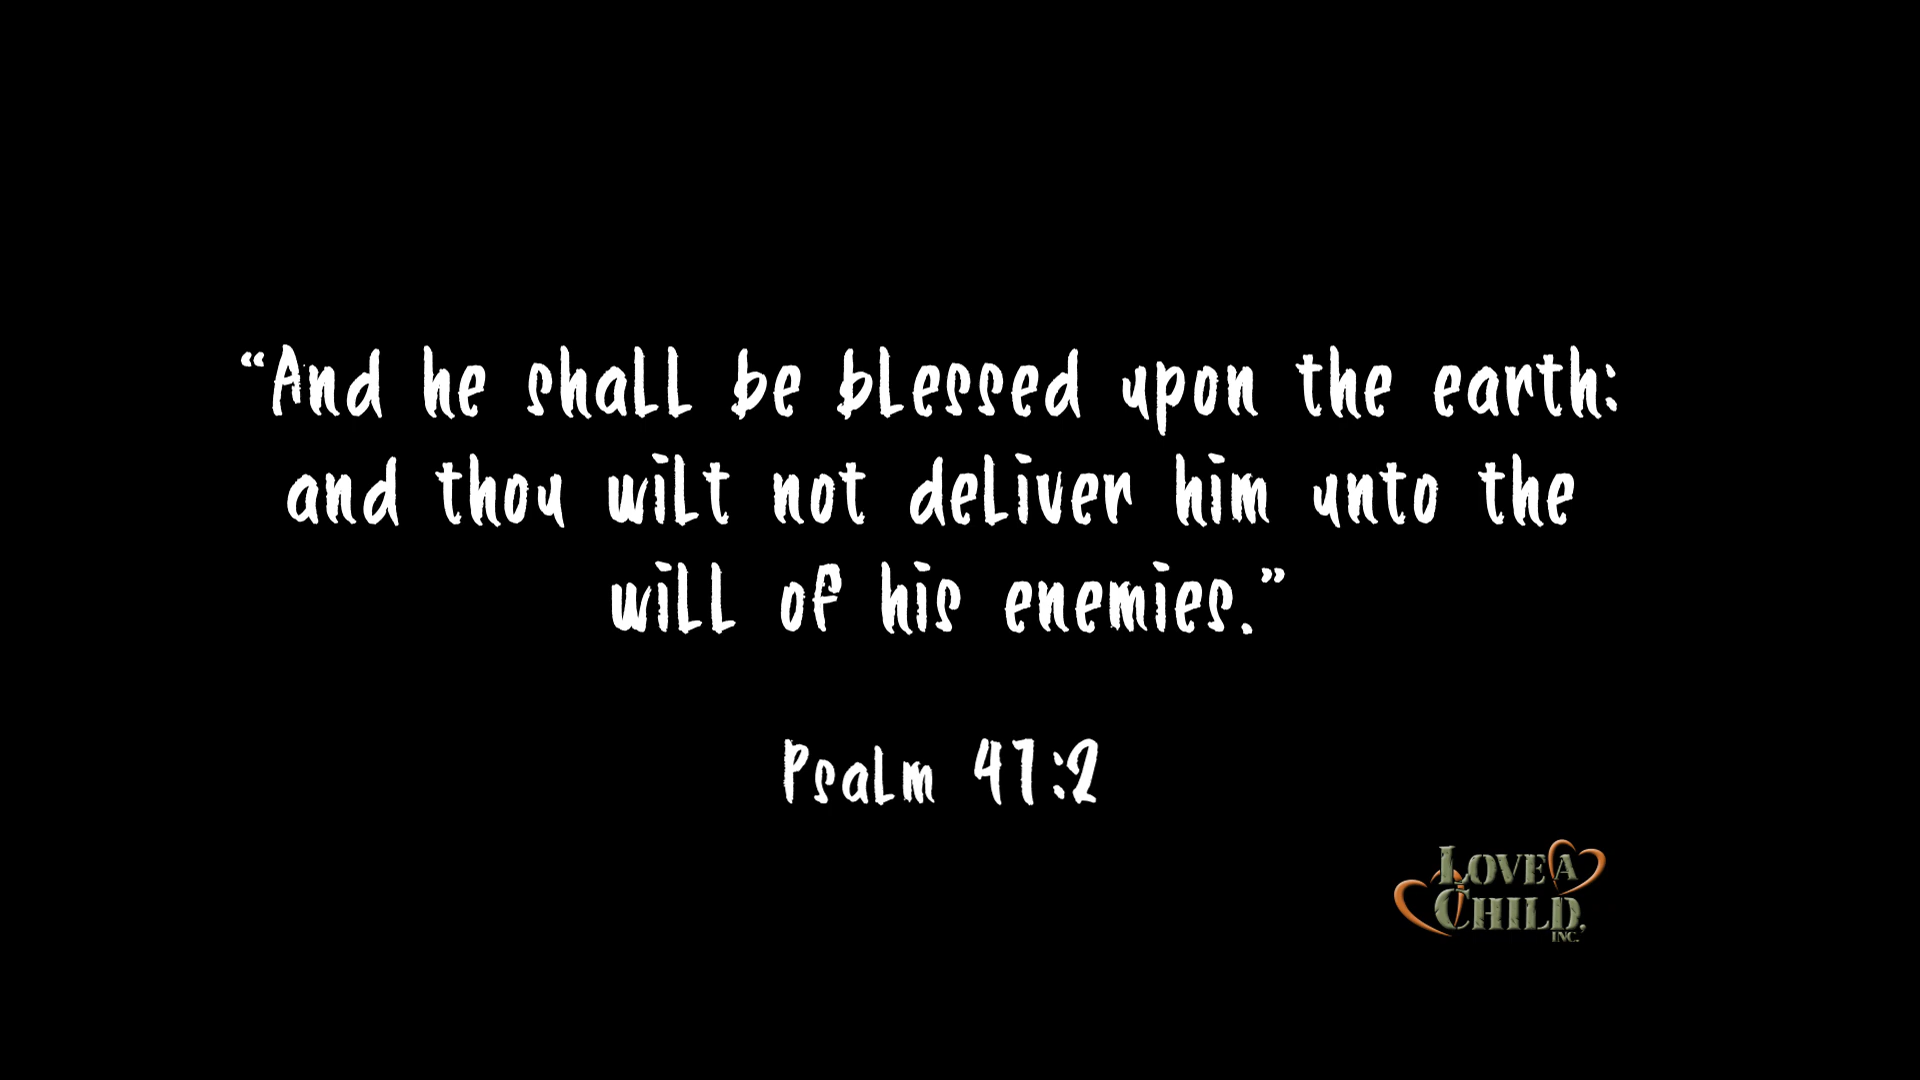 “And he shall be blessed upon the earth:
and thou wilt not deliver him unto the
will of his enemies.”
Psalm 41:2
LOVE A
CHILD,
INC.